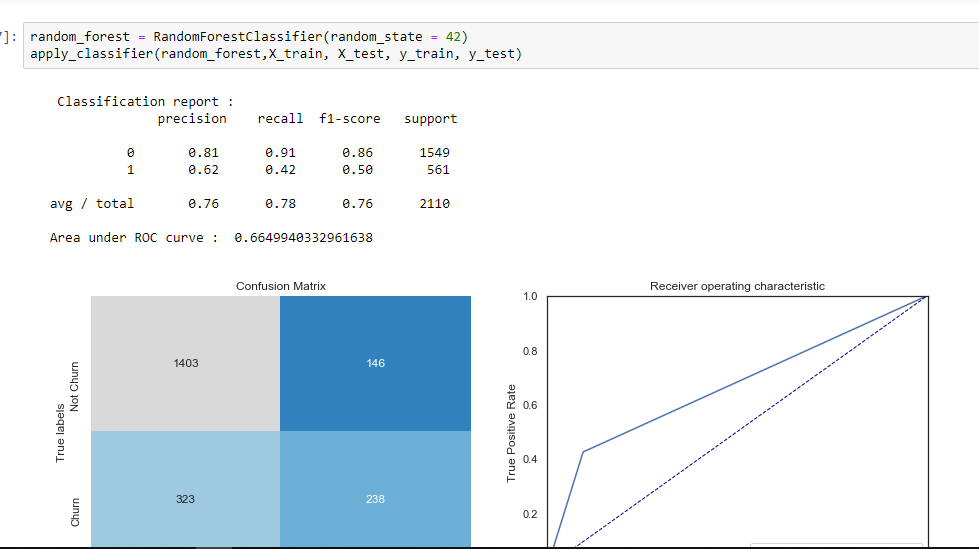 ]:
random_forest = RandomForestClassifier(random_state = 42)
apply_classifier(random_forest,X_train, X_test, y_train, y_test)
Classification report :
precision recall f1-score support
0 0.81 0.91 0.86 1549
1 0.62 0.42 0.50 561
avg / total 0.76 0.78 0.76 2110
Area under ROC curve : 0.6649940332961638
Confusion Matrix
True labels
Not Churn
Churn
1403 146
323 238
Receiver operating characteristic
True Positive Rate
1.0
0.8
0.6
0.4
0.2